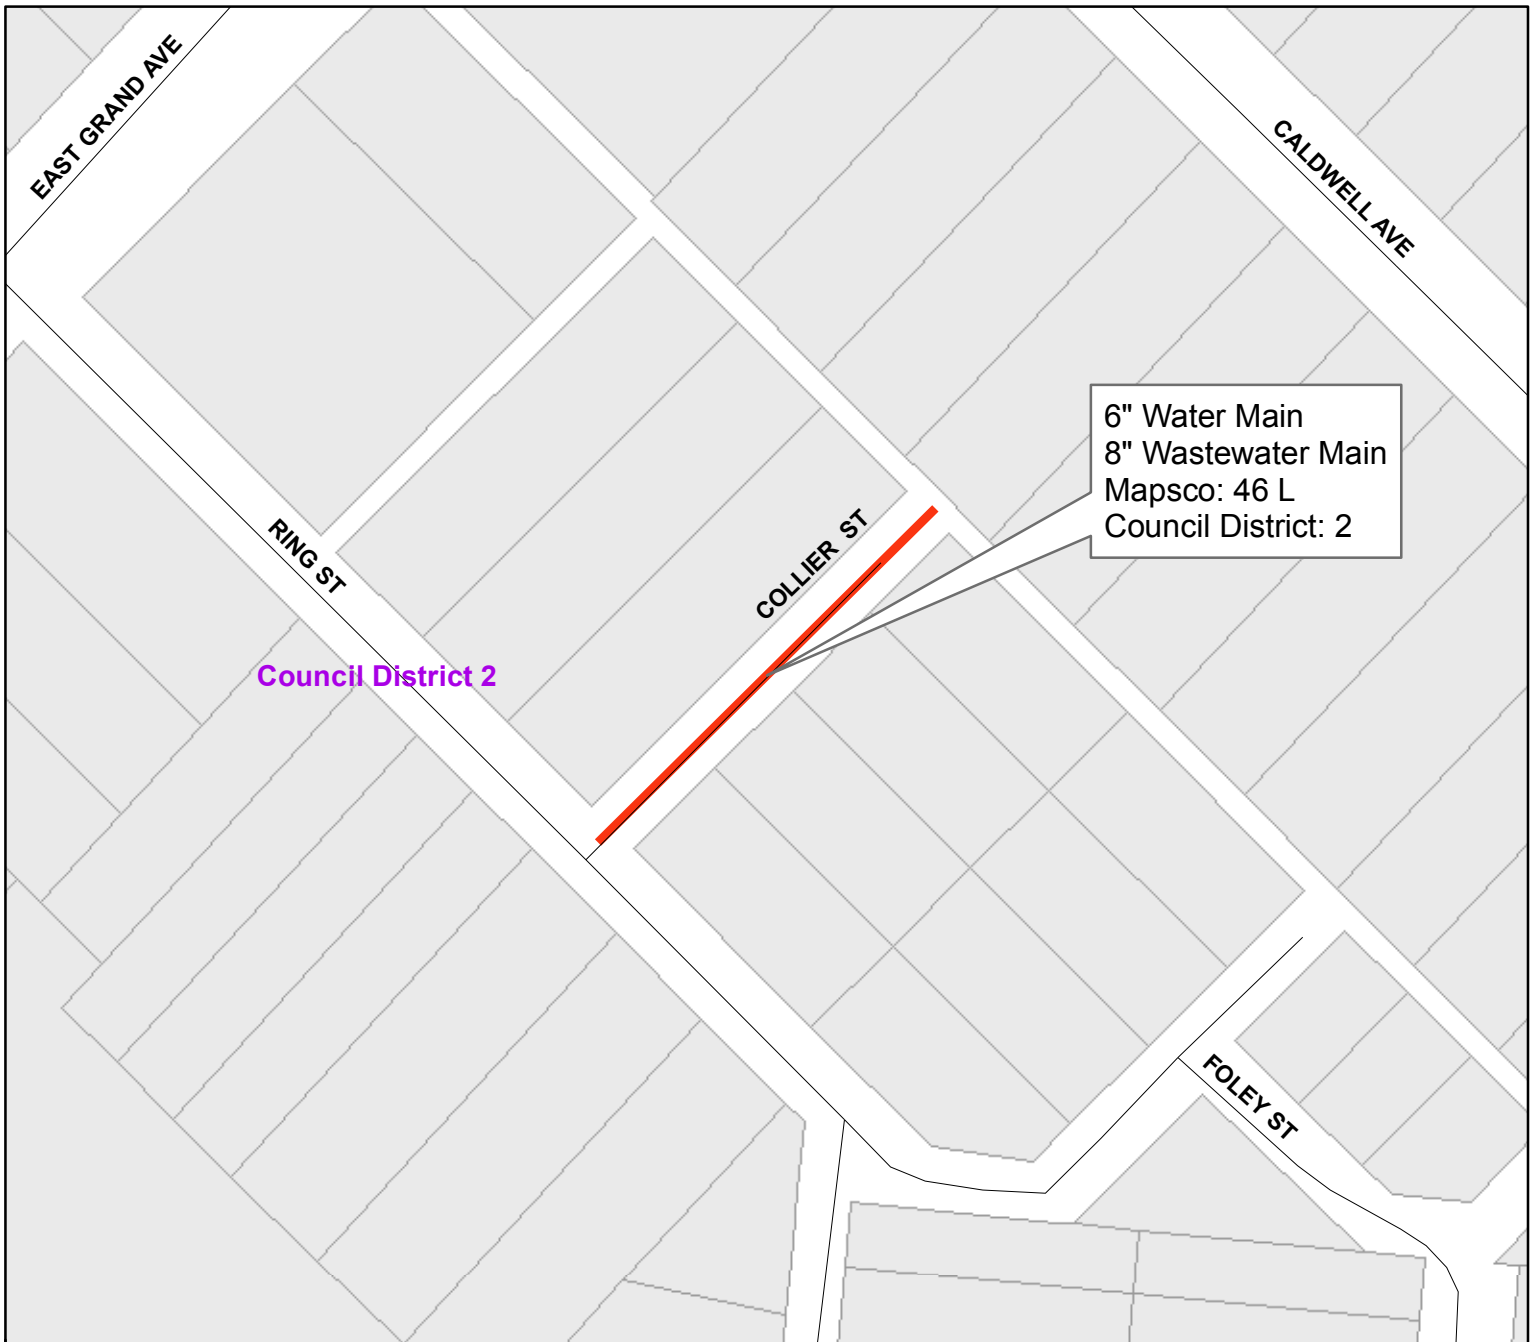 EAST GRAND AVE
CALDWELL AVE
6" Water Main
8" Wastewater Main
Mapsco: 46 L
Council District: 2
COLLIER ST
RING ST
Council District 2
FOLEY ST